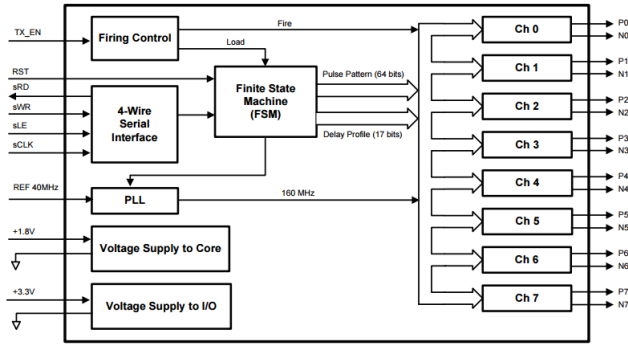 TX_EN
Firing Control
Fire
Load
RST
sRD
sWR
sLE
sCLK
4-Wire
Serial
Interface
Finite State
Machine
(FSM)
Pulse Pattern (64 bits)
Delay Profile (17 bits)
REF 40MHz
PLL
160 MHz
+1.8V
Voltage Supply to Core
+3.3V
Voltage Supply to I/O
Ch 0
P0
N0
Ch 1
P1
N1
Ch 2
P2
N2
Ch 3
P3
N3
Ch 4
P4
N4
Ch 5
P5
N5
Ch 6
P6
N6
Ch 7
P7
N7